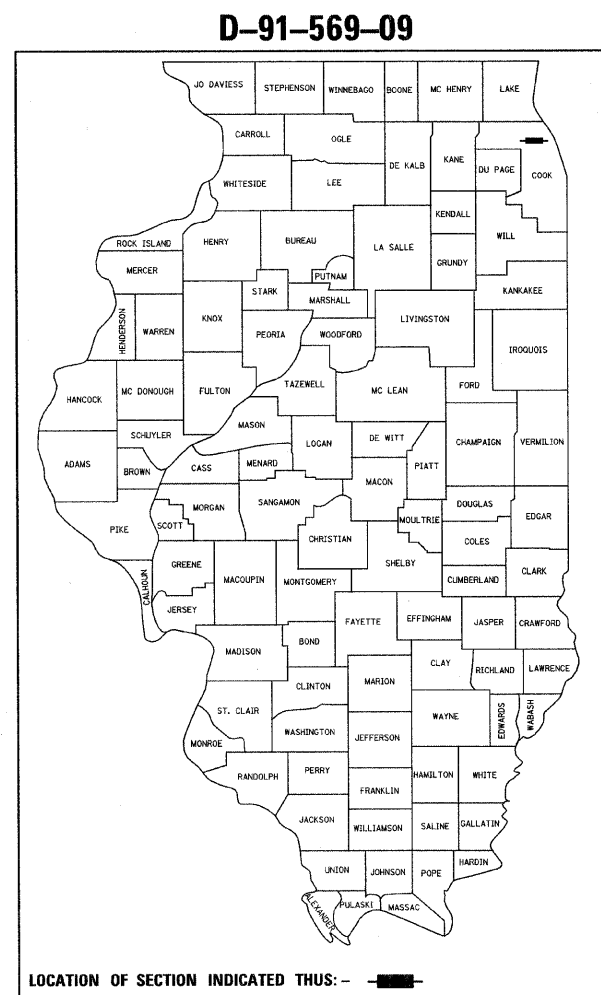 D–91–569–09
JO DAVIESS
STEPHENSON
WINNEBAGO
BOONE
MC HENRY
LAKE
CARROLL
OGLE
DE KALB
KANE
DU PAGE
COOK
WHITESIDE
LEE
KENDALL
WILL
ROCK ISLAND
HENRY
BUREAU
LA SALLE
GRUNDY
MERCER
PUTNAM
KANKAKEE
STARK
MARSHALL
HENDERSON
WARREN
KNOX
PEORIA
WOODFORD
LIVINGSTON
IROQUOIS
HANCOCK
MC DONOUGH
FULTON
TAZEWELL
MC LEAN
FORD
MASON
SCHUYLER
LOGAN
DE WITT
CHAMPAIGN
VERMILION
ADAMS
BROWN
CASS
MENARD
PIATT
MACON
MORGAN
SANGAMON
DOUGLAS
EDGAR
PIKE
SCOTT
MOULTRIE
CHRISTIAN
COLES
CALHOUN
GREENE
MACOUPIN
MONTGOMERY
SHELBY
CUMBERLAND
CLARK
JERSEY
FAYETTE
EFFINGHAM
JASPER
CRAWFORD
MADISON
BOND
CLAY
RICHLAND
LAWRENCE
MARION
CLINTON
ST. CLAIR
WAYNE
EDWARDS
WABASH
WASHINGTON
JEFFERSON
MONROE
RANDOLPH
PERRY
HAMILTON
WHITE
FRANKLIN
JACKSON
WILLIAMSON
SALINE
GALLATIN
UNION
JOHNSON
POPE
HARDIN
ALEXANDER
PULASKI
MASSAC
LOCATION OF SECTION INDICATED THUS: –